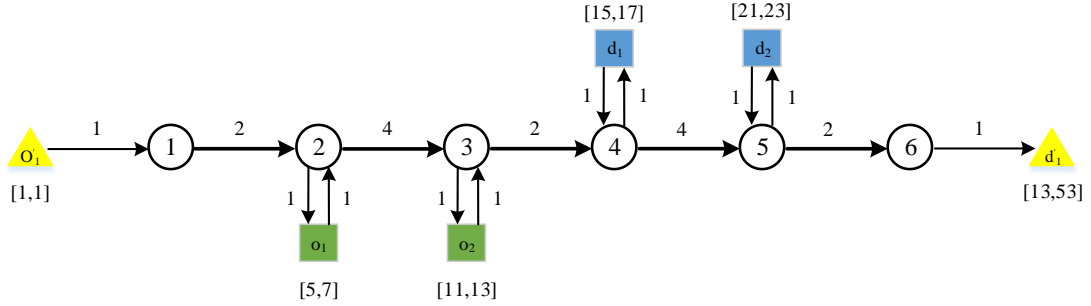 [15,17] [21,23]
d1 d2
1 1 1 1
1 2 4 2 4 2 1
O'1 1 2 3 4 5 6 d'1
[1,1] [13,53]
1 1 1 1
o1 o2
[5,7] [11,13]